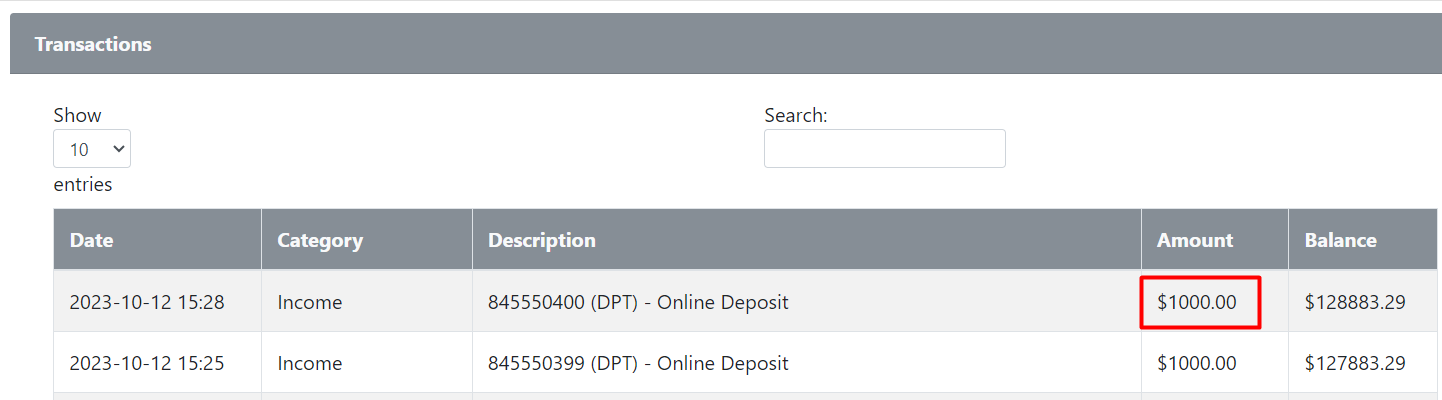 Transactions
Show
Search:
10
entries
Date Category Description Amount Balance
2023-10-12 15:28 Income 845550400 (DPT) - Online Deposit $1000.00 $128883.29
2023-10-12 15:25 Income 845550399 (DPT) - Online Deposit $1000.00 $127883.29